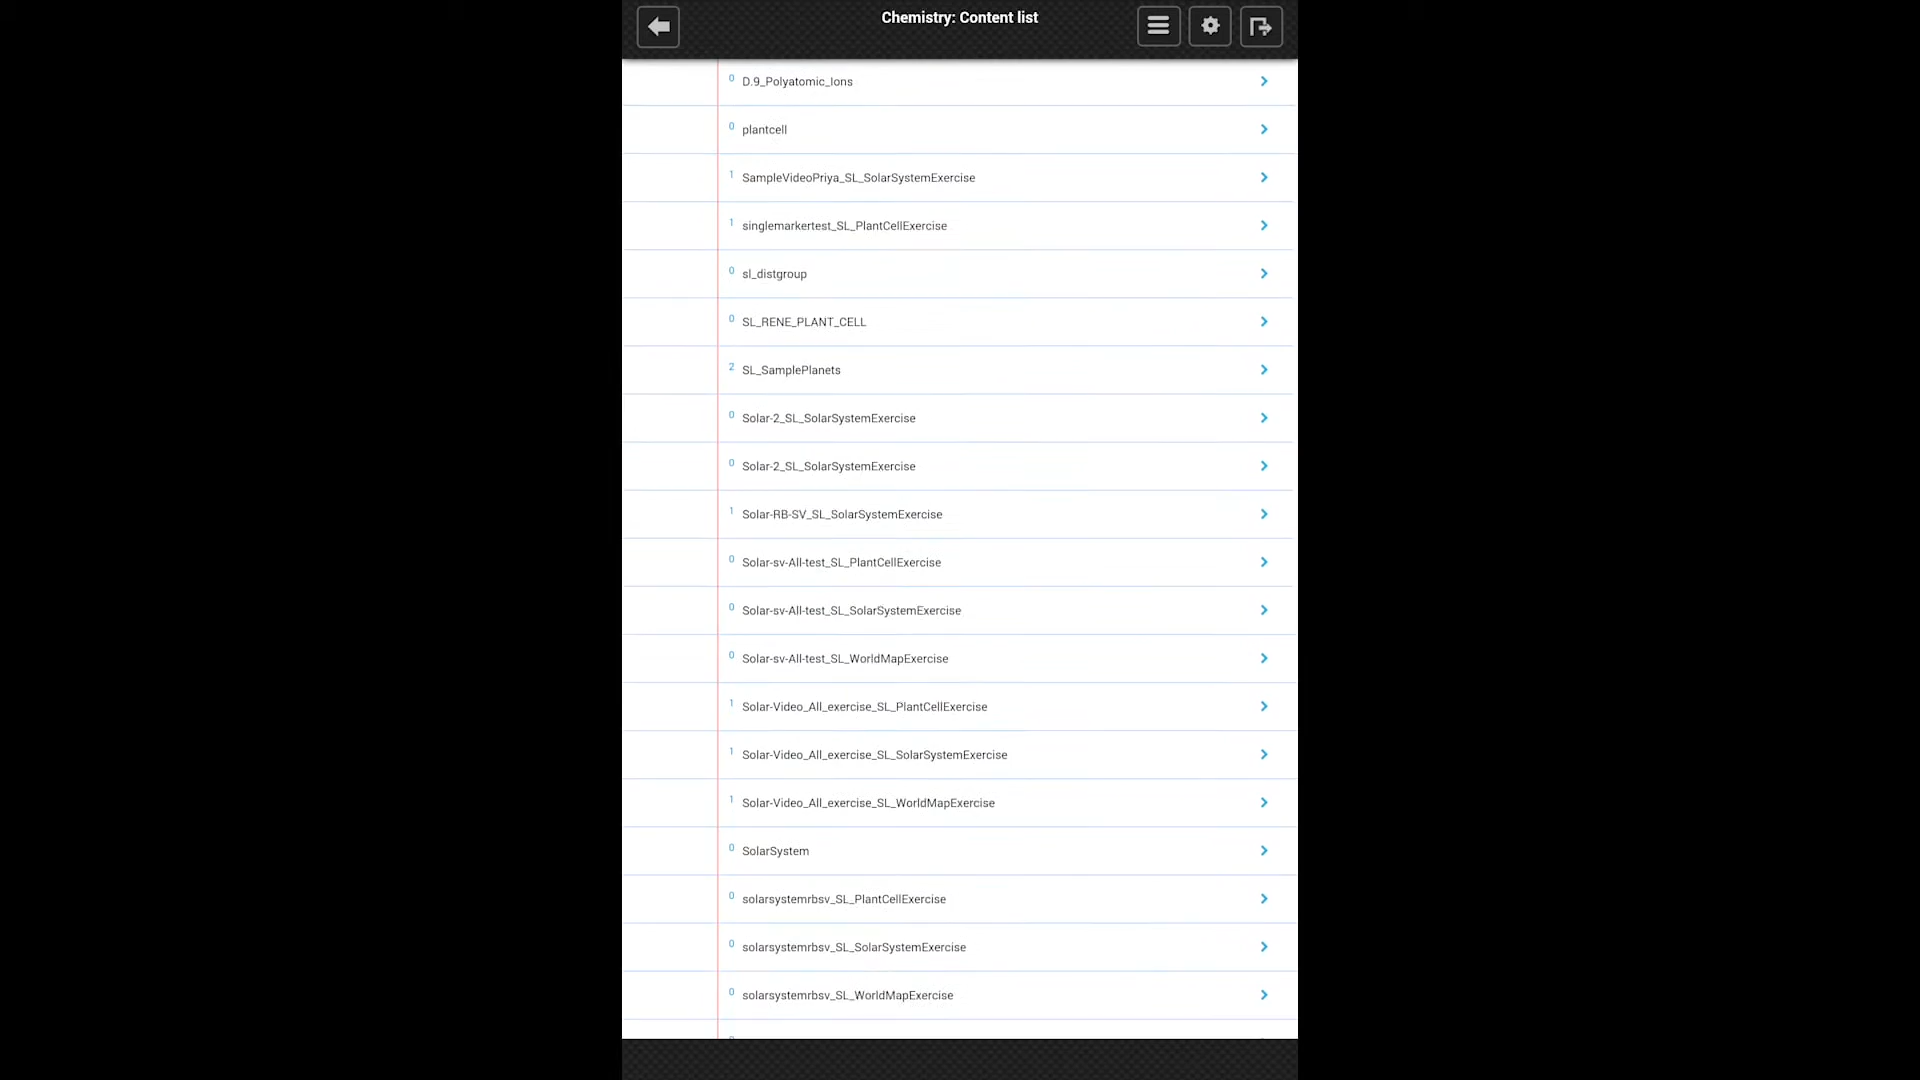 Chemistry: Content list
0 D.9_Polyatomic_Ions
0 plantcell
1 SampleVideoPriya_SL_SolarSystemExercise
1 singlemarkertest_SL_PlantCellExercise
0 sl_distgroup
0 SL_RENE_PLANT_CELL
2 SL_SamplePlanets
0 Solar-2_SL_SolarSystemExercise
0 Solar-2_SL_SolarSystemExercise
1 Solar-RB-SV_SL_SolarSystemExercise
0 Solar-sv-All-test_SL_PlantCellExercise
0 Solar-sv-All-test_SL_SolarSystemExercise
0 Solar-sv-All-test_SL_WorldMapExercise
1 Solar-Video_All_exercise_SL_PlantCellExercise
1 Solar-Video_All_exercise_SL_SolarSystemExercise
1 Solar-Video_All_exercise_SL_WorldMapExercise
0 SolarSystem
0 solarsystemrbsv_SL_PlantCellExercise
0 solarsystemrbsv_SL_SolarSystemExercise
0 solarsystemrbsv_SL_WorldMapExercise